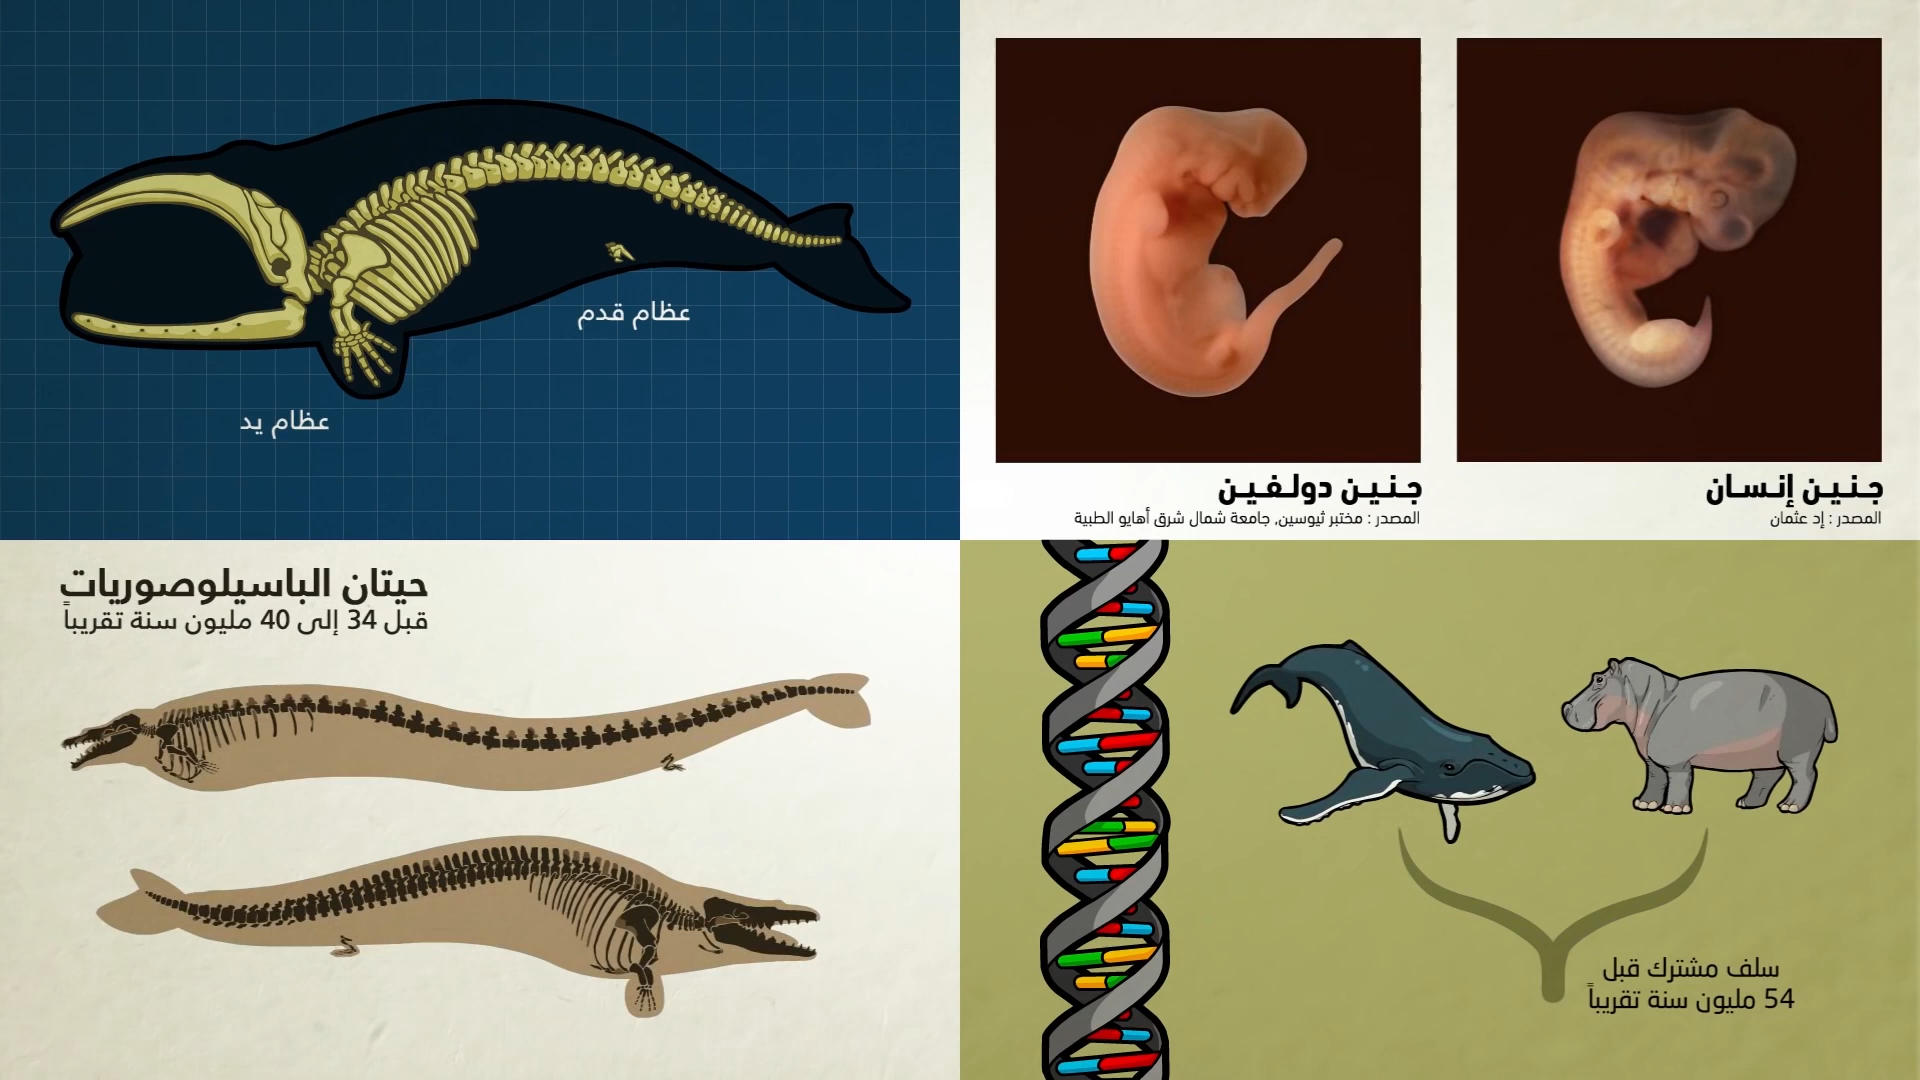 عظام قدم
عظام يد
جنين دولفين
المصدر : مختبر ثيوسين, جامعة شمال شرق أهايو الطبية
جنين إنسان
المصدر : إد عثمان
حيتان الباسيلوصوريات
قبل 34 إلى 40 مليون سنة تقريباً
سلف مشترك قبل
54 مليون سنة تقريباً